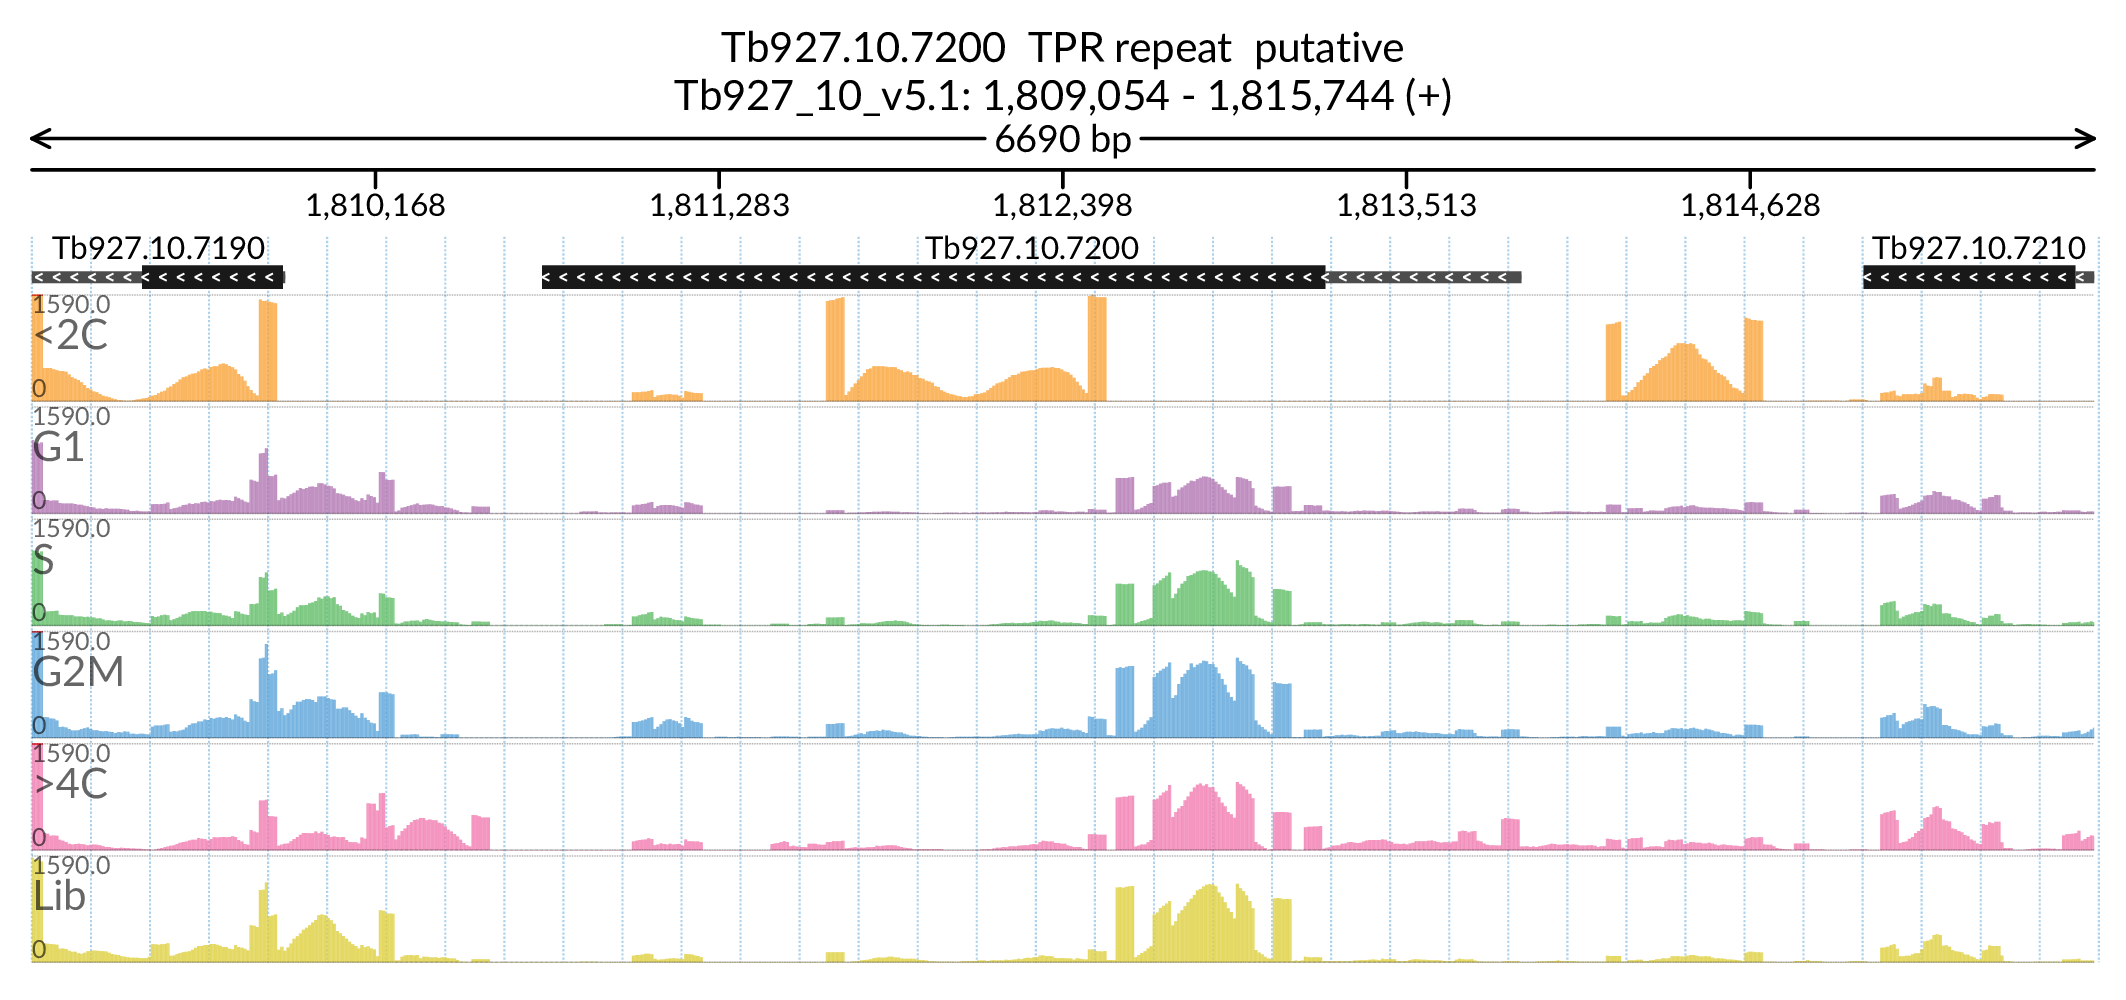 Tb927.10.7200 TPR repeat putative
Tb927_10_v5.1: 1,809,054 - 1,815,744 (+)
6690 bp
1,810,168 1,811,283 1,812,398 1,813,513 1,814,628
Tb927.10.7190 Tb927.10.7200 Tb927.10.7210
1590.0
<2C
0
1590.0
G1
0
1590.0
S
0
1590.0
G2M
0
1590.0
>4C
0
1590.0
Lib
0